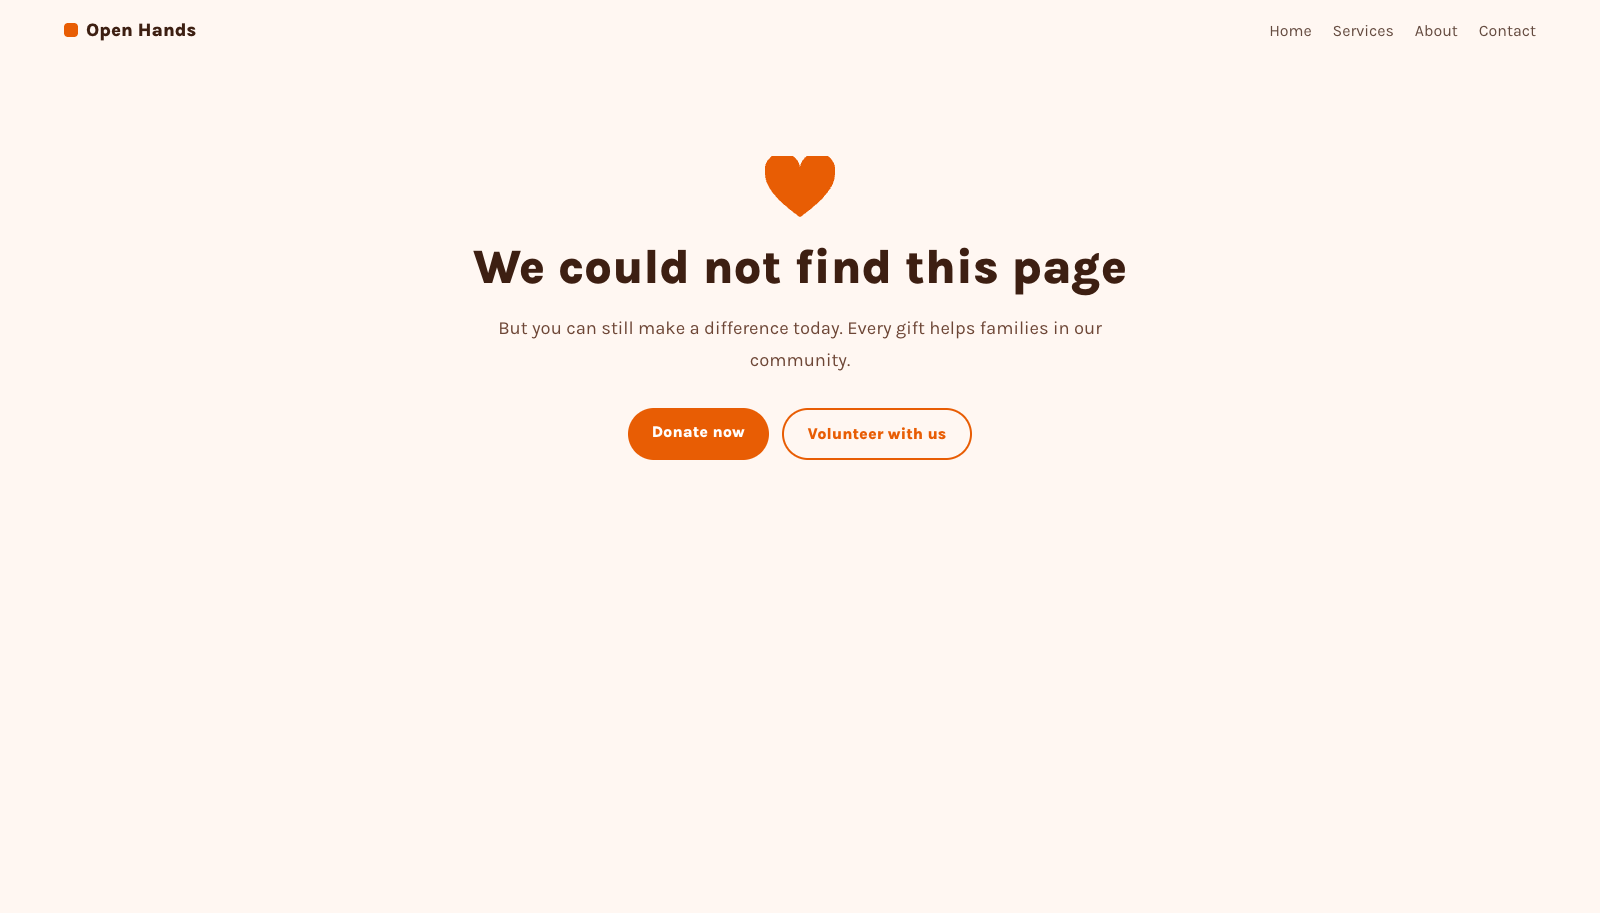 Open Hands
Home Services About Contact
We could not find this page
But you can still make a difference today. Every gift helps families in our
community.
Donate now
Volunteer with us